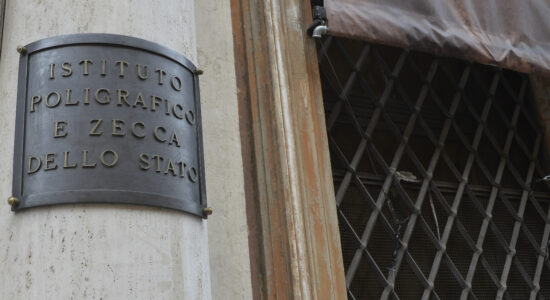 ISTITUTO
POLIGRAFICO
E ZECCA
DELLO STATO